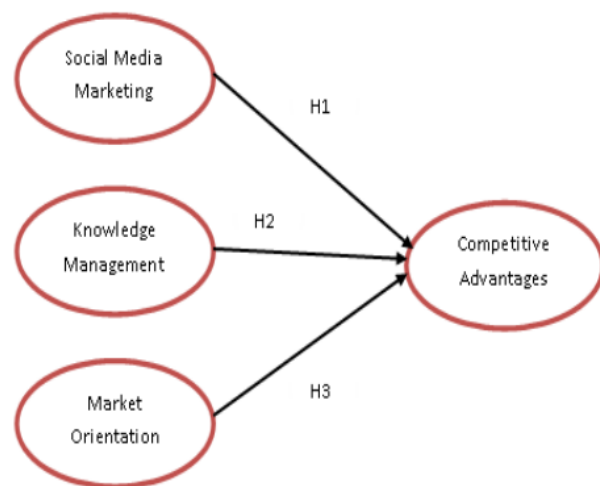 Social Media
Marketing
H1
Knowledge
Management
H2
Competitive
Advantages
Market
Orientation
H3